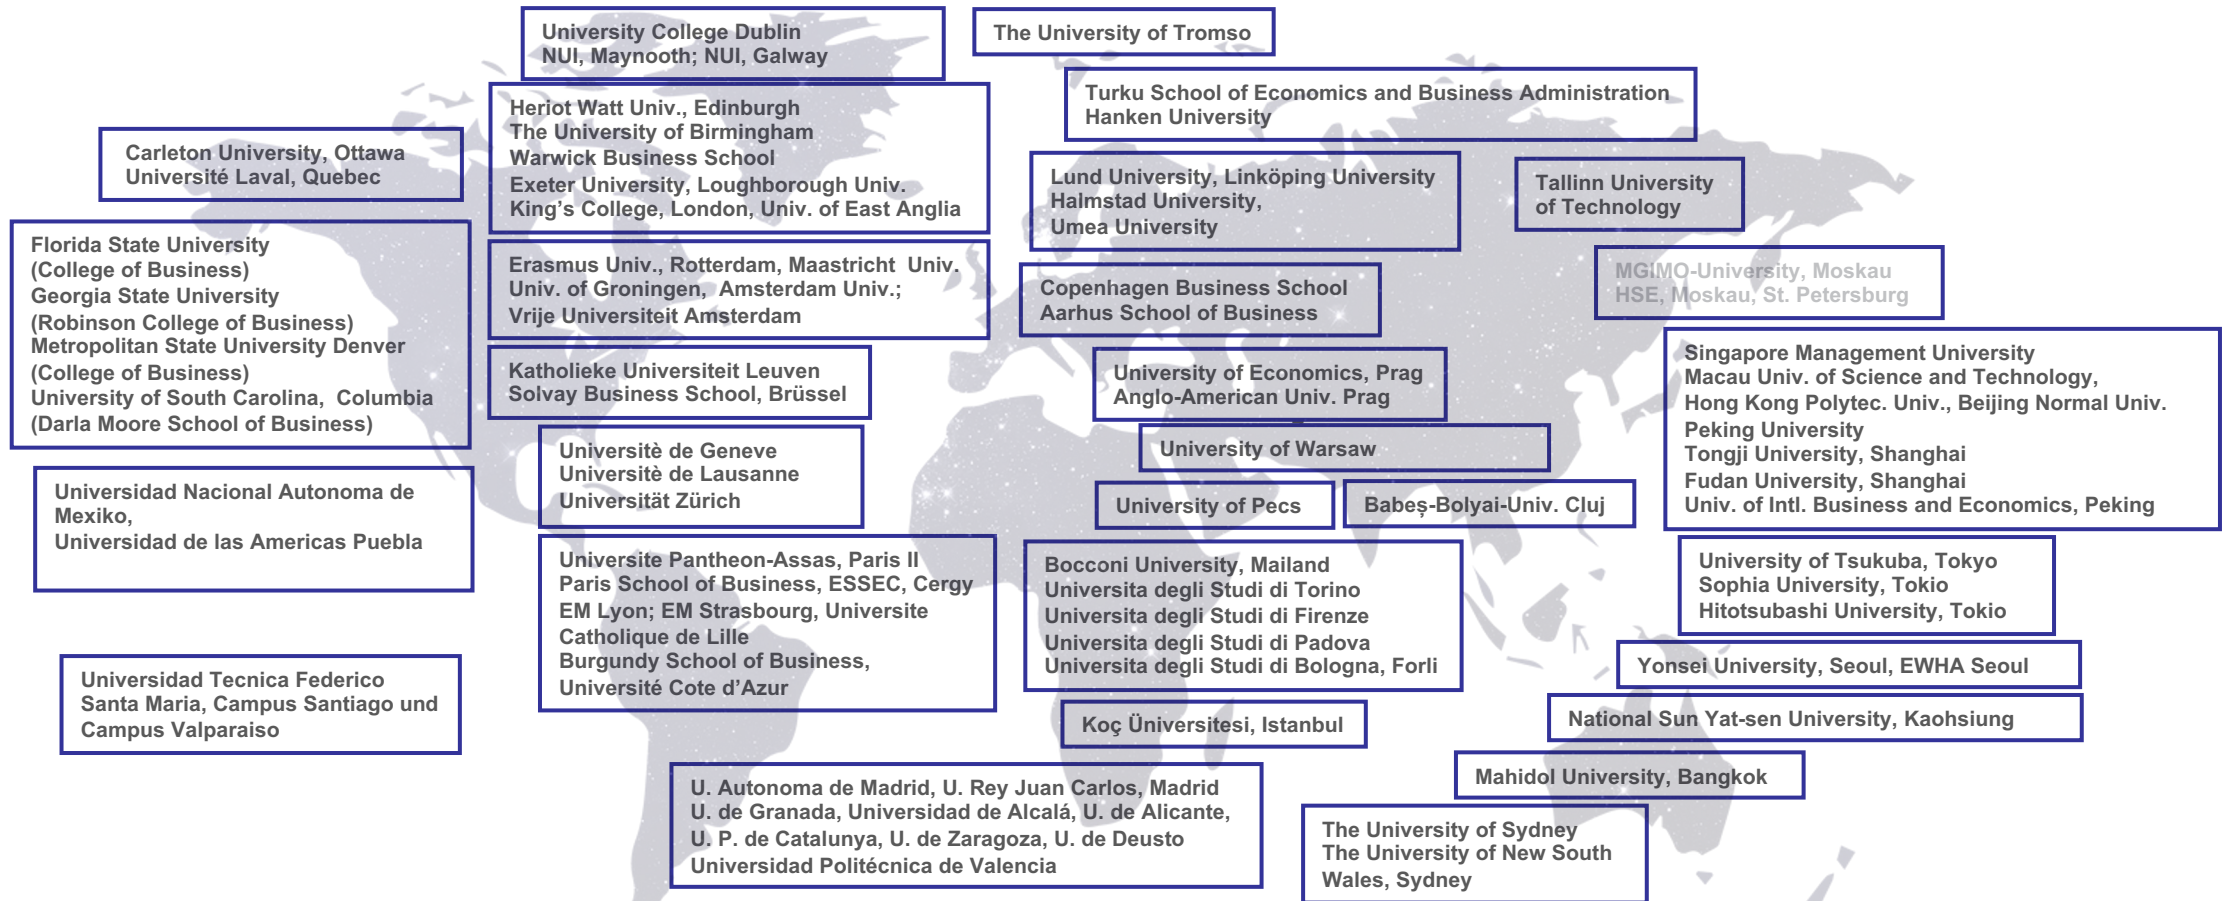 University College Dublin
NUI, Maynooth; NUI, Galway
The University of Tromso
Heriot Watt Univ., Edinburgh
The University of Birmingham
Warwick Business School
Exeter University, Loughborough Univ.
King's College, London, Univ. of East Anglia
Turku School of Economics and Business Administration
Hanken University
Carleton University, Ottawa
Université Laval, Quebec
Lund University, Linköping University
Halmstad University,
Umea University
Tallinn University
of Technology
Florida State University
(College of Business)
Georgia State University
(Robinson College of Business)
Metropolitan State University Denver
(College of Business)
University of South Carolina, Columbia
(Darla Moore School of Business)
Erasmus Univ., Rotterdam, Maastricht Univ.
Univ. of Groningen, Amsterdam Univ.;
Vrije Universiteit Amsterdam
Copenhagen Business School
Aarhus School of Business
MGIMO-University, Moskau
HSE, Moskau, St. Petersburg
Katholieke Universiteit Leuven
Solvay Business School, Brüssel
University of Economics, Prag
Anglo-American Univ. Prag
Singapore Management University
Macau Univ. of Science and Technology,
Hong Kong Polytec. Univ., Beijing Normal Univ.
Peking University
Tongji University, Shanghai
Fudan University, Shanghai
Univ. of Intl. Business and Economics, Peking
Universitè de Geneve
Universitè de Lausanne
Universität Zürich
University of Warsaw
Universidad Nacional Autonoma de
Mexiko,
Universidad de las Americas Puebla
University of Pecs
Babeș-Bolyai-Univ. Cluj
Universite Pantheon-Assas, Paris II
Paris School of Business, ESSEC, Cergy
EM Lyon; EM Strasbourg, Universite
Catholique de Lille
Burgundy School of Business,
Université Cote d'Azur
Bocconi University, Mailand
Universita degli Studi di Torino
Universita degli Studi di Firenze
Universita degli Studi di Padova
Universita degli Studi di Bologna, Forli
University of Tsukuba, Tokyo
Sophia University, Tokio
Hitotsubashi University, Tokio
Universidad Tecnica Federico
Santa Maria, Campus Santiago und
Campus Valparaiso
Yonsei University, Seoul, EWHA Seoul
Koç Üniversitesi, Istanbul
National Sun Yat-sen University, Kaohsiung
Mahidol University, Bangkok
U. Autonoma de Madrid, U. Rey Juan Carlos, Madrid
U. de Granada, Universidad de Alcalá, U. de Alicante,
U. P. de Catalunya, U. de Zaragoza, U. de Deusto
Universidad Politécnica de Valencia
The University of Sydney
The University of New South
Wales, Sydney